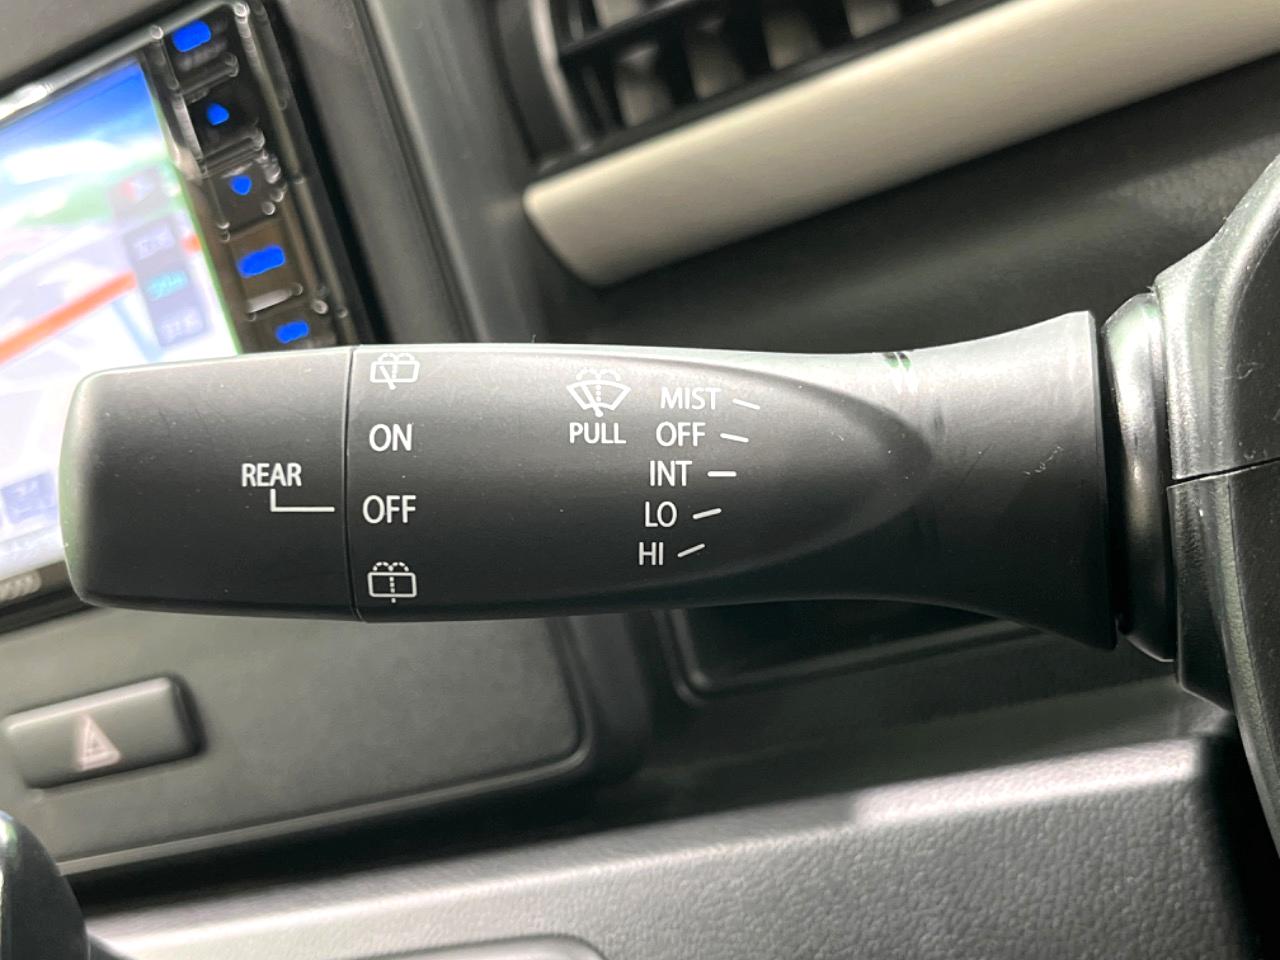 REAR
ON
OFF
PULL
MIST
OFF
INT
LO
HI